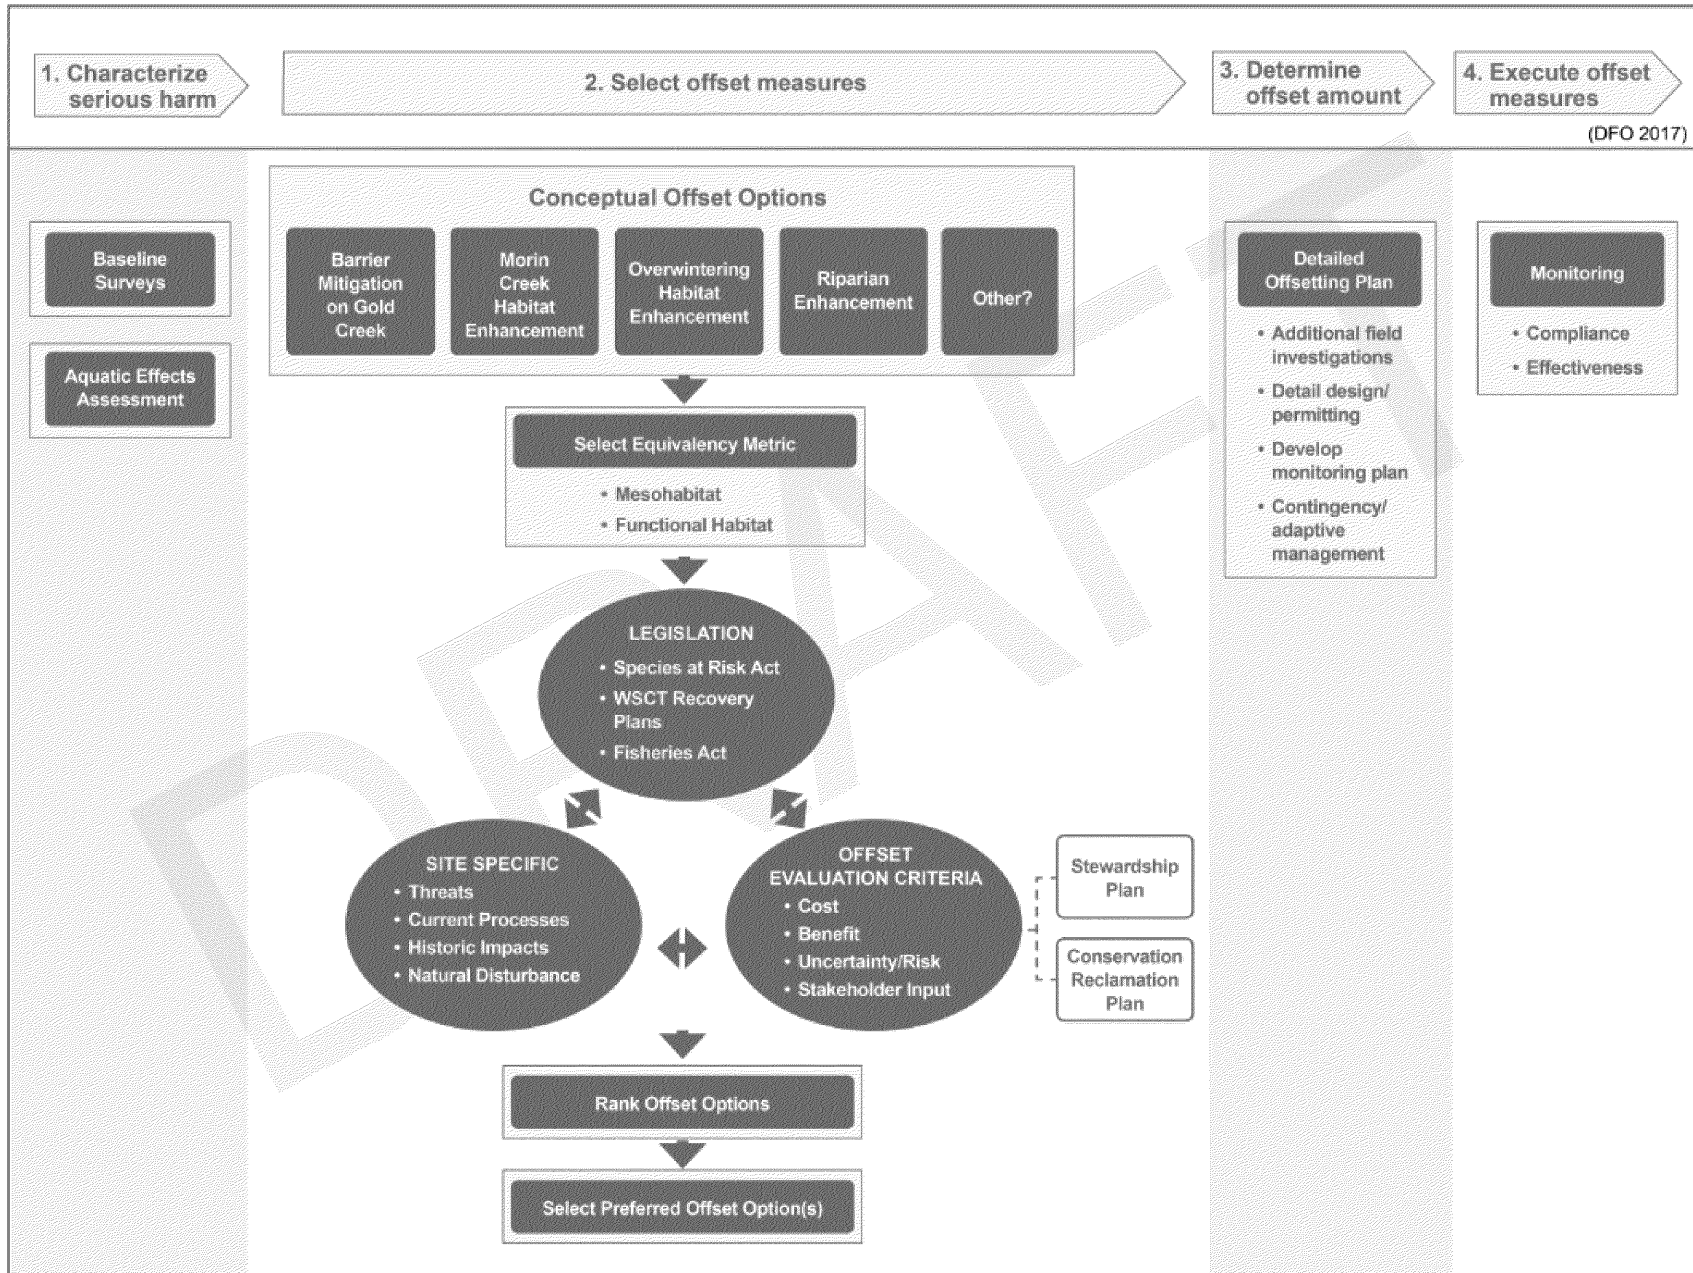 1. Characterize
serious harm
2. Select offset measures
3. Determine
offset amount
4. Execute offset
measures
(DFO 2017)
Baseline
Surveys
Aquatic Effects
Assessment
Conceptual Offset Options
Barrier
Mitigation
on Gold
Creek
Morin
Creek
Habitat
Enhancement
Overwintering
Habitat
Enhancement
Riparian
Enhancement
Other?
Select Equivalency Metric
• Mesohabitat
• Functional Habitat
LEGISLATION
• Species at Risk Act
• WSCT Recovery
Plans
• Fisheries Act
SITE SPECIFIC
• Threats
• Current Processes
• Historic Impacts
• Natural Disturbance
OFFSET
EVALUATION CRITERIA
• Cost
• Benefit
• Uncertainty/Risk
• Stakeholder Input
Stewardship
Plan
Conservation
Reclamation
Plan
Rank Offset Options
Select Preferred Offset Option(s)
Detailed
Offsetting Plan
• Additional field
investigations
• Detail design/
permitting
• Develop
monitoring plan
• Contingency/
adaptive
management
Monitoring
• Compliance
• Effectiveness
DRAFT